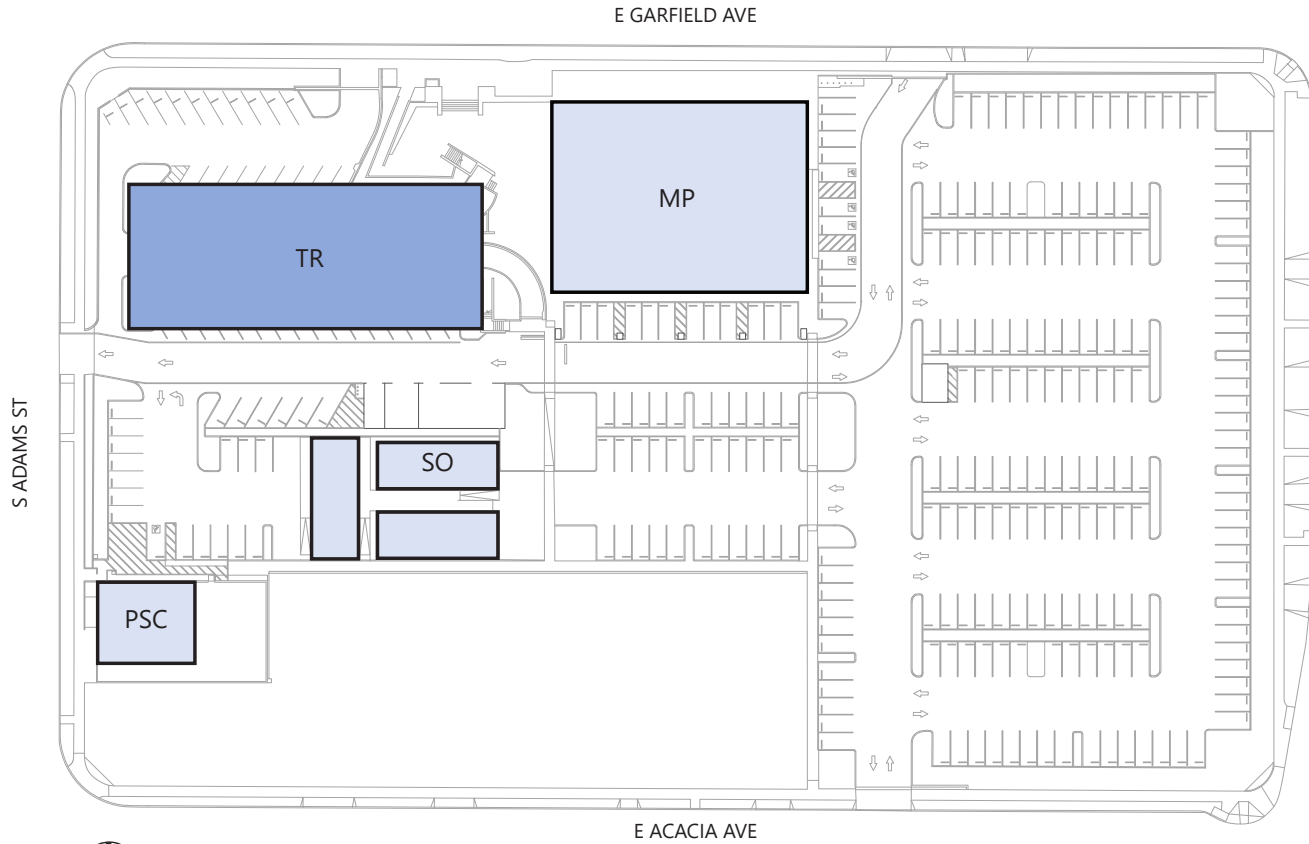 E GARFIELD AVE
MP
TR
S ADAMS ST
SO
PSC
E ACACIA AVE